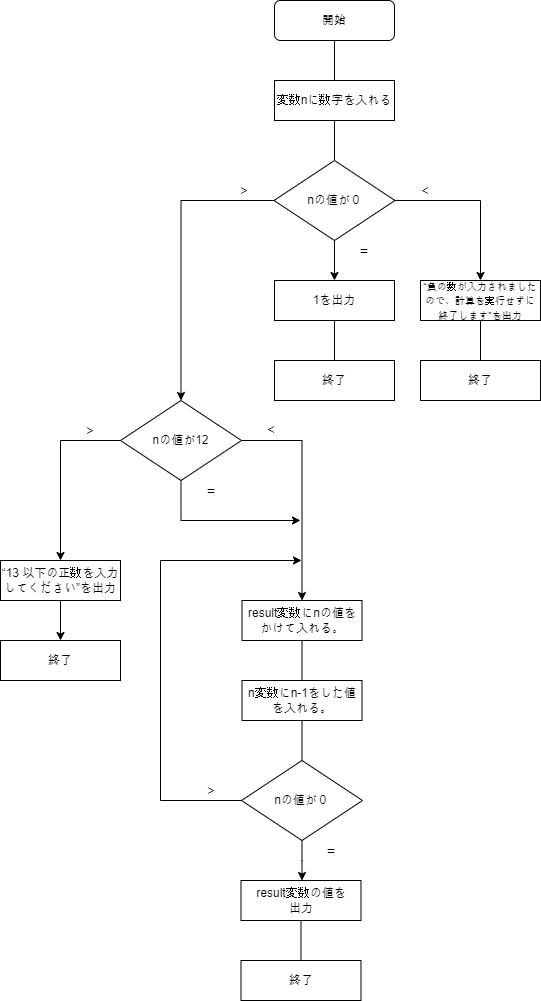 開始
変数nに数字を入れる
nの値が0
>
<
=
1を出力
“負の数が入力されました
ので、計算を実行せずに
終了します”を出力
終了
終了
nの値が12
>
<
=
“13 以下の正数を入力
してください”を出力
終了
result変数にnの値を
かけて入れる。
n変数にn-1をした値
を入れる。
nの値が0
>
=
result変数の値を
出力
終了